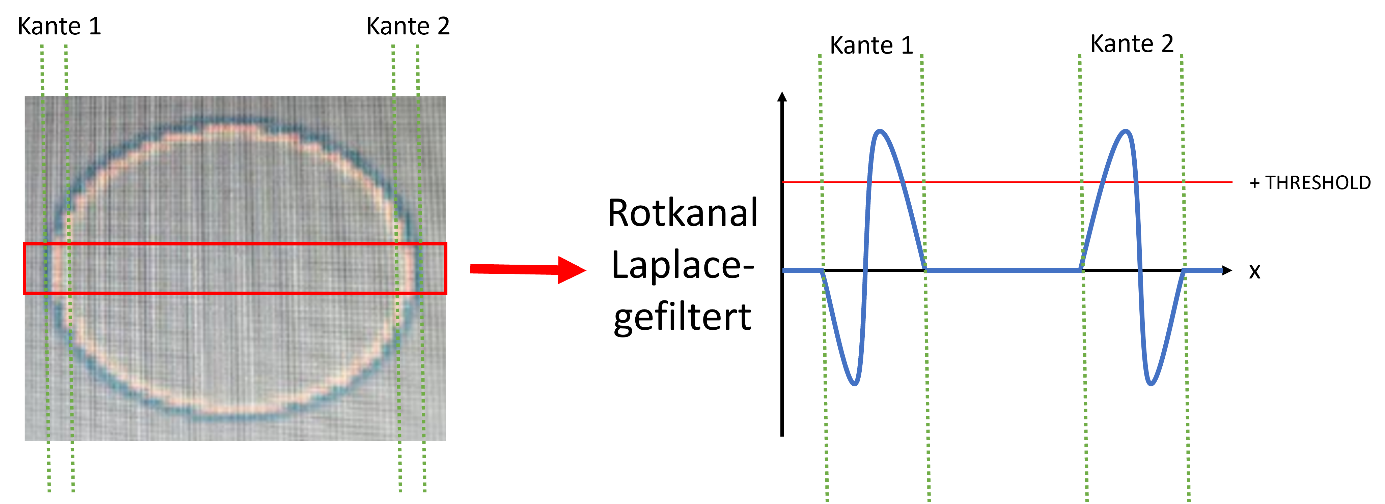 Kante 1
Kante 2
Kante 1
Kante 2
+ THRESHOLD
Rotkanal
Laplace-
gefiltert
x